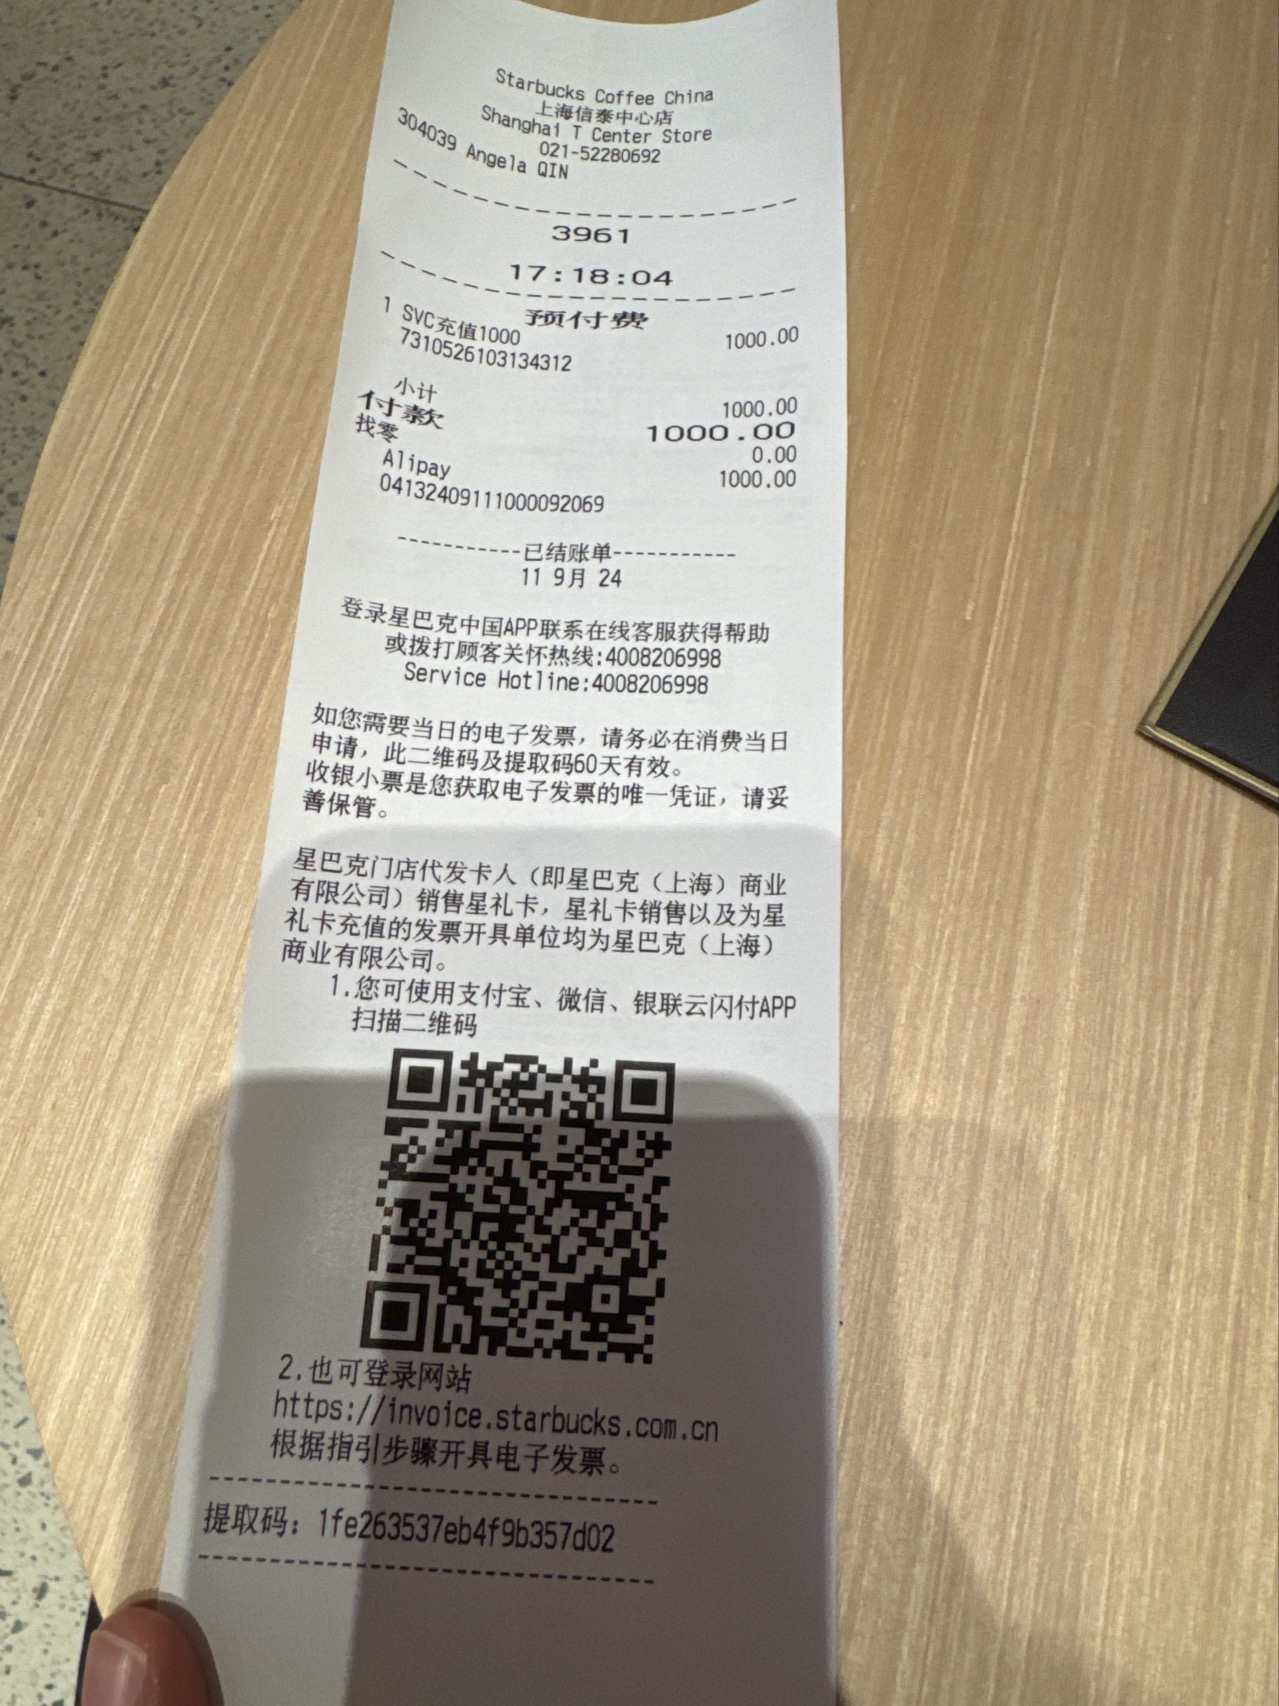 Starbucks Coffee China
上海信泰中心店
Shanghai T Center Store
021-52280692
304039 Angela QIN
3961
17:18:04
预付费
1 SVC充值1000 1000.00
7310526103134312
小计 1000.00
付款 1000.00
找零 0.00
Alipay 1000.00
04132409111000092069
-----------已结账单-----------
11 9月 24
登录星巴克中国APP联系在线客服获得帮助
或拨打顾客关怀热线:4008206998
Service Hotline:4008206998
如您需要当日的电子发票，请务必在消费当日
申请，此二维码及提取码60天有效。
收银小票是您获取电子发票的唯一凭证，请妥
善保管。
星巴克门店代发卡人（即星巴克（上海）商业
有限公司）销售星礼卡，星礼卡销售以及为星
礼卡充值的发票开具单位均为星巴克（上海）
商业有限公司。
1.您可使用支付宝、微信、银联云闪付APP
扫描二维码
2.也可登录网站
https://invoice.starbucks.com.cn
根据指引步骤开具电子发票。
提取码：1fe263537eb4f9b357d02